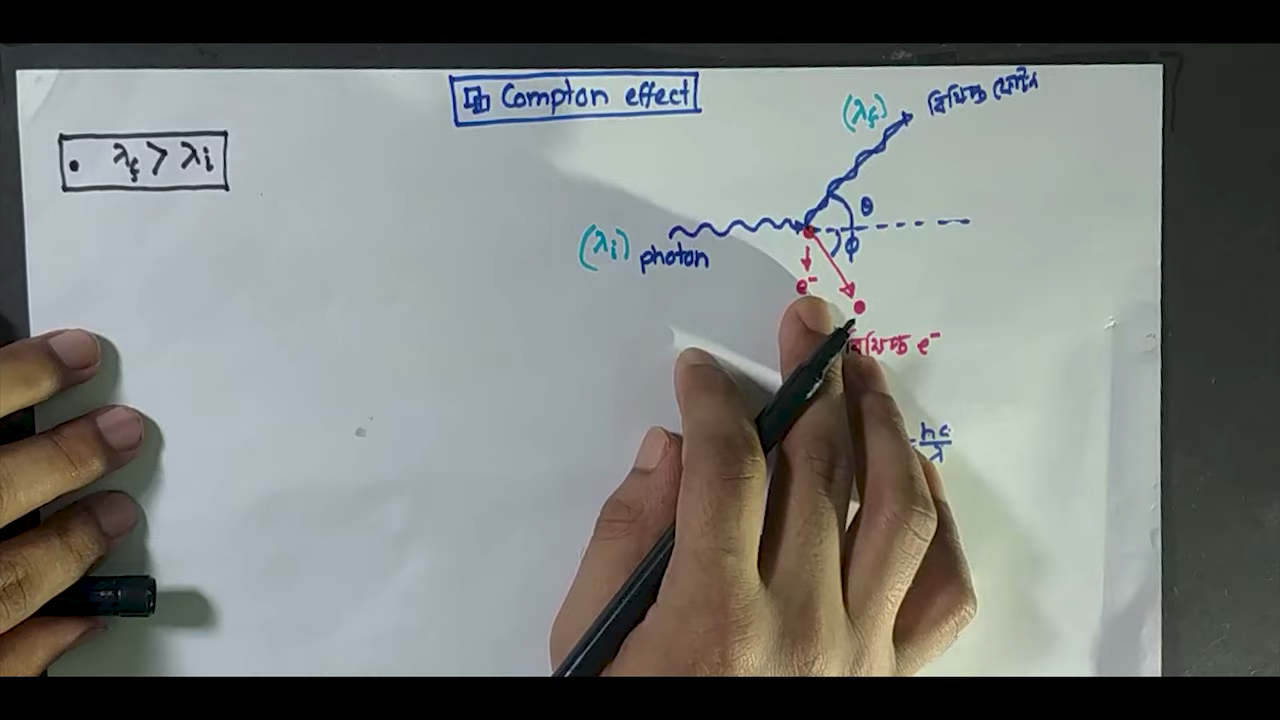 Compton effect
λf > λi
(λf) বিক্ষিপ্ত ফোটন
θ
(λi) photon
φ
e⁻
বিক্ষিপ্ত e⁻
hc/λ